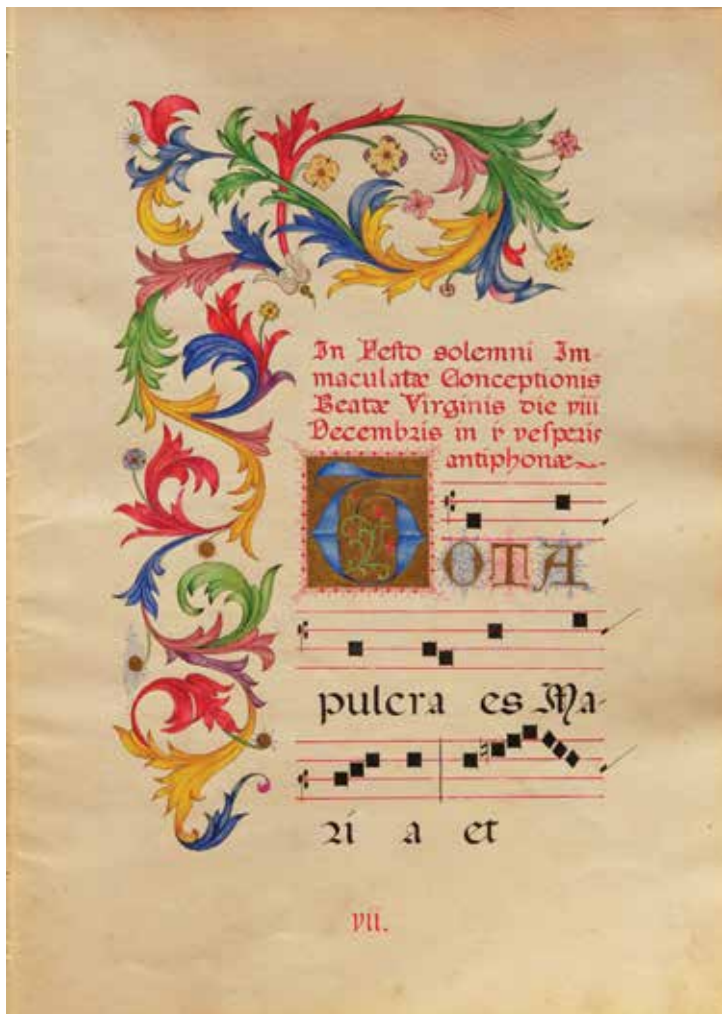 In Festo solemni Im-
maculatæ Conceptionis
Beatæ Virginis die viii
Decembris in i vesperis
antiphonæ
TOTA
pulcra es Ma-
ri a et
vii.